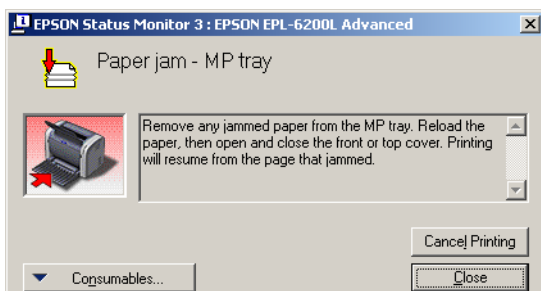 EPSON Status Monitor 3 : EPSON EPL-6200L Advanced
Paper jam - MP tray
Remove any jammed paper from the MP tray. Reload the
paper, then open and close the front or top cover. Printing
will resume from the page that jammed.
Cancel Printing
Consumables...
Close